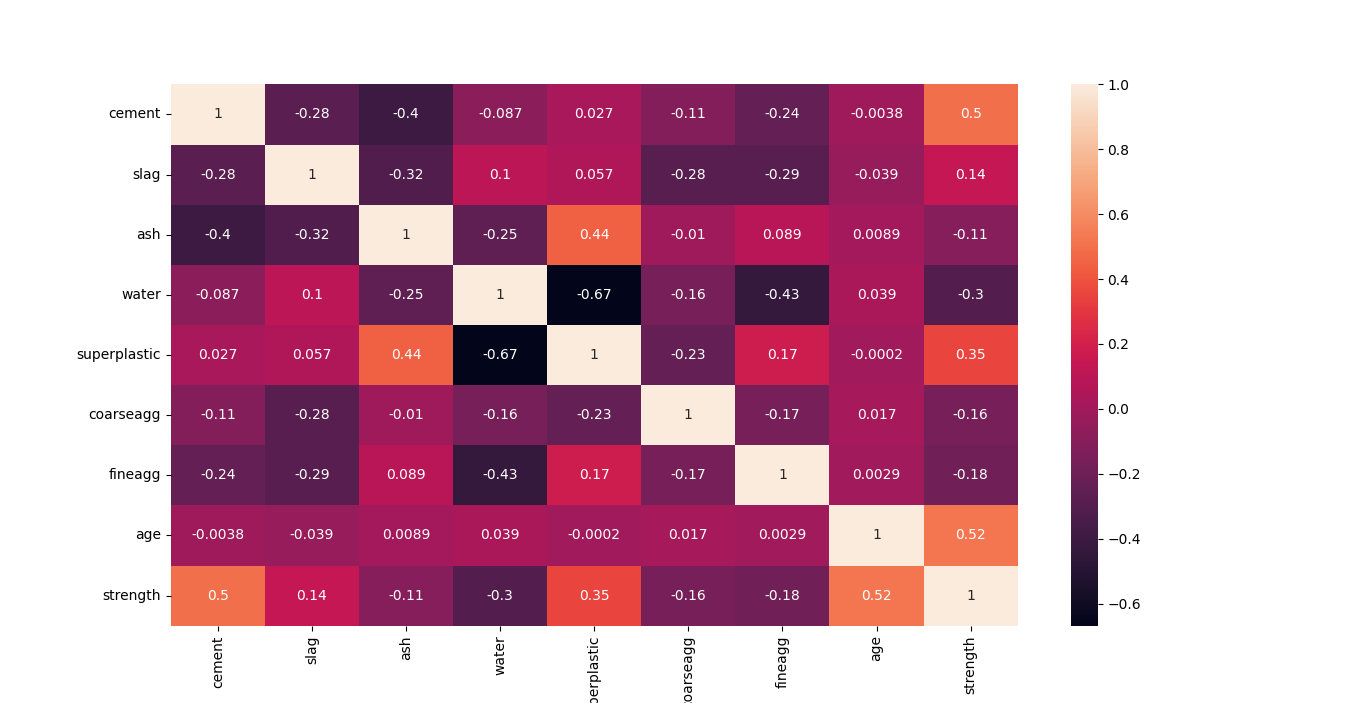 cement 1 -0.28 -0.4 -0.087 0.027 -0.11 -0.24 -0.0038 0.5
slag -0.28 1 -0.32 0.1 0.057 -0.28 -0.29 -0.039 0.14
ash -0.4 -0.32 1 -0.25 0.44 -0.01 0.089 0.0089 -0.11
water -0.087 0.1 -0.25 1 -0.67 -0.16 -0.43 0.039 -0.3
superplastic 0.027 0.057 0.44 -0.67 1 -0.23 0.17 -0.0002 0.35
coarseagg -0.11 -0.28 -0.01 -0.16 -0.23 1 -0.17 0.017 -0.16
fineagg -0.24 -0.29 0.089 -0.43 0.17 -0.17 1 0.0029 -0.18
age -0.0038 -0.039 0.0089 0.039 -0.0002 0.017 0.0029 1 0.52
strength 0.5 0.14 -0.11 -0.3 0.35 -0.16 -0.18 0.52 1
cement
slag
ash
water
perplastic
oarseagg
fineagg
age
strength
1.0
0.8
0.6
0.4
0.2
0.0
−0.2
−0.4
−0.6